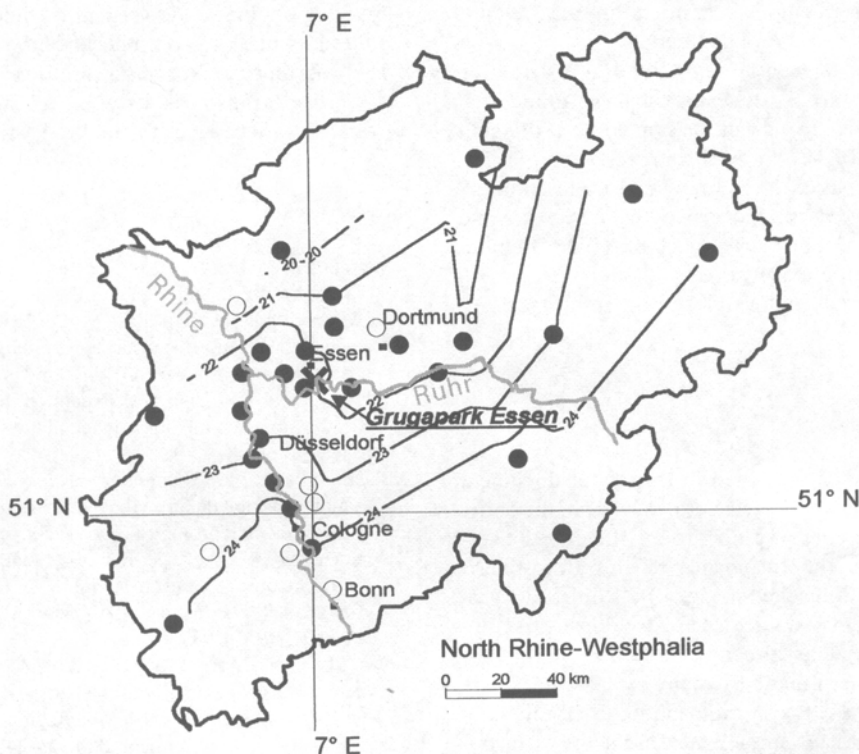 7° E
20 - 20
21
21
Rhine
Dortmund
22
Essen
22
Ruhr
Grugapark Essen
24
Düsseldorf
23
23
51° N
51° N
24
Cologne
24
Bonn
North Rhine-Westphalia
0 20 40 km
7° E